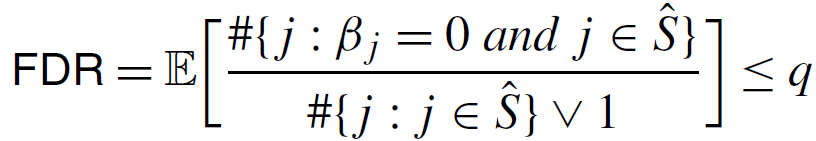 FDR = 𝔼[ #{j : β_j = 0 and j ∈ Ŝ} / #{j : j ∈ Ŝ} ∨ 1 ] ≤ q